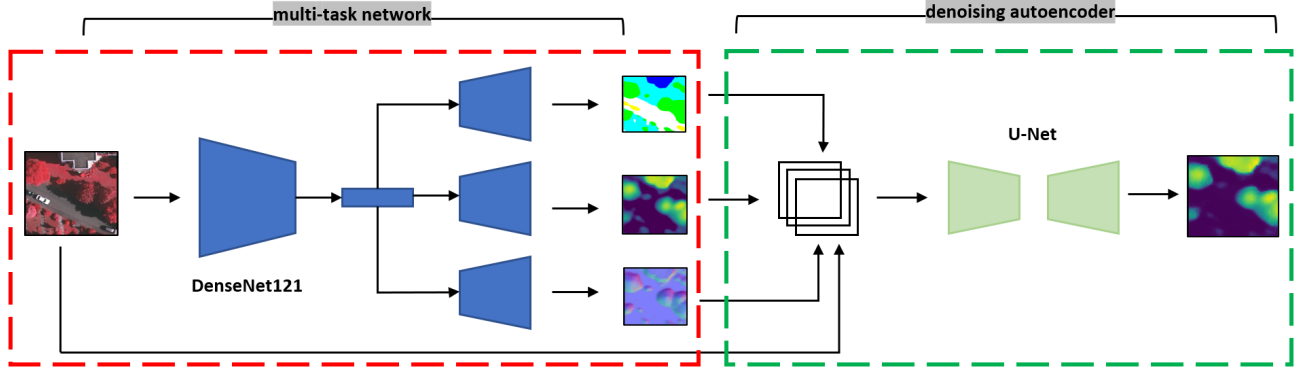 multi-task network
denoising autoencoder
U-Net
DenseNet121